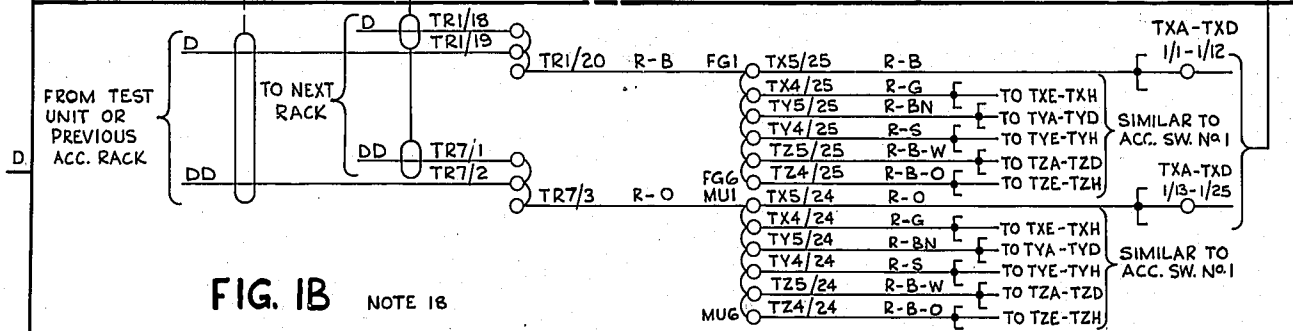 D TR1/18
D TR1/19
TR1/20 R-B FG1 TX5/25 R-B
TXA-TXD
1/1-1/12
TX4/25 R-G TO TXE-TXH
FROM TEST
UNIT OR
PREVIOUS
ACC. RACK
TO NEXT
RACK
TY5/25 R-BN TO TYA-TYD
TY4/25 R-S TO TYE-TYH
TZ5/25 R-B-W TO TZA-TZD
FG6 TZ4/25 R-B-O TO TZE-TZH
SIMILAR TO
ACC. SW. No.1
D
DD TR7/1
DD TR7/2
TR7/3 R-O MU1 TX5/24 R-O
TXA-TXD
1/13-1/25
TX4/24 R-G TO TXE-TXH
TY5/24 R-BN TO TYA-TYD
TY4/24 R-S TO TYE-TYH
TZ5/24 R-B-W TO TZA-TZD
MU6 TZ4/24 R-B-O TO TZE-TZH
SIMILAR TO
ACC. SW. No.1
FIG. 1B NOTE 18